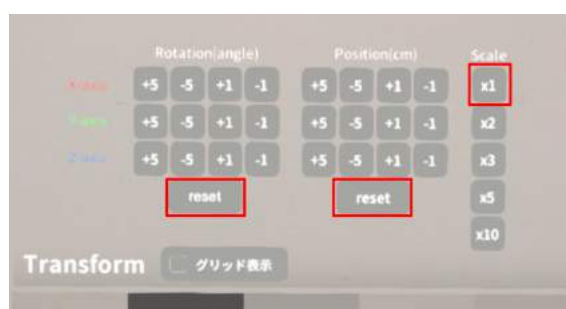 Rotation(angle) Position(cm) Scale
X-axis +5 -5 +1 -1 +5 -5 +1 -1 x1
Y-axis +5 -5 +1 -1 +5 -5 +1 -1 x2
Z-axis +5 -5 +1 -1 +5 -5 +1 -1 x3
reset reset x5
x10
Transform グリッド表示